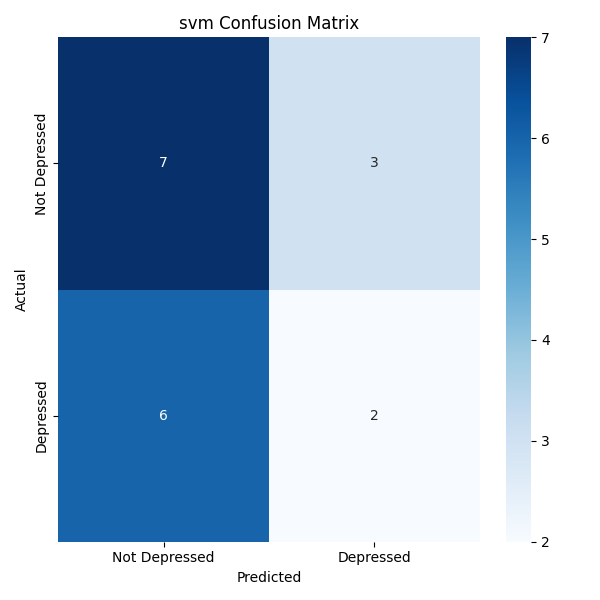 svm Confusion Matrix
Actual
Not Depressed
7
3
Depressed
6
2
Not Depressed
Depressed
Predicted
7
6
5
4
3
2